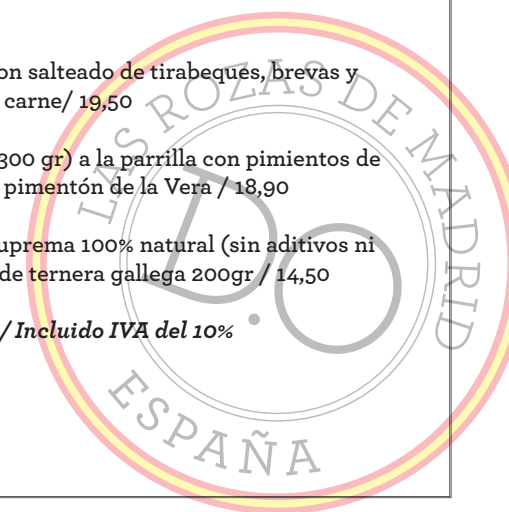 on salteado de tirabeques, brevas y
carne/ 19,50
300 gr) a la parrilla con pimientos de
pimentón de la Vera / 18,90
uprema 100% natural (sin aditivos ni
de ternera gallega 200gr / 14,50
/ Incluido IVA del 10%
LAS ROZAS DE MADRID
D.O
ESPAÑA